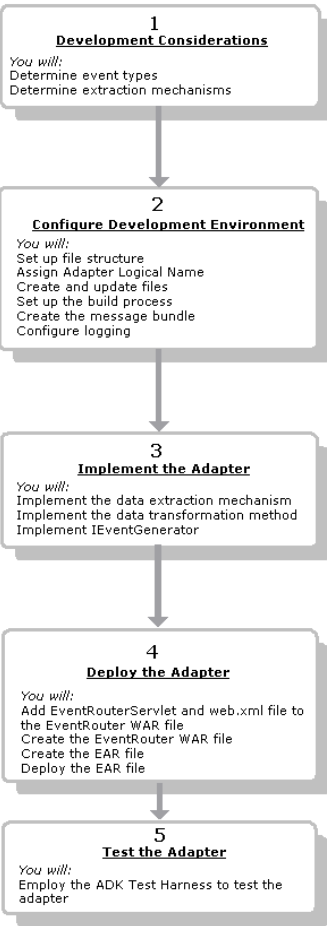 1
Development Considerations
You will:
Determine event types
Determine extraction mechanisms
2
Configure Development Environment
You will:
Set up file structure
Assign Adapter Logical Name
Create and update files
Set up the build process
Create the message bundle
Configure logging
3
Implement the Adapter
You will:
Implement the data extraction mechanism
Implement the data transformation method
Implement IEventGenerator
4
Deploy the Adapter
You will:
Add EventRouterServlet and web.xml file to
the EventRouter WAR file
Create the EventRouter WAR file
Create the EAR file
Deploy the EAR file
5
Test the Adapter
You will:
Employ the ADK Test Harness to test the
adapter